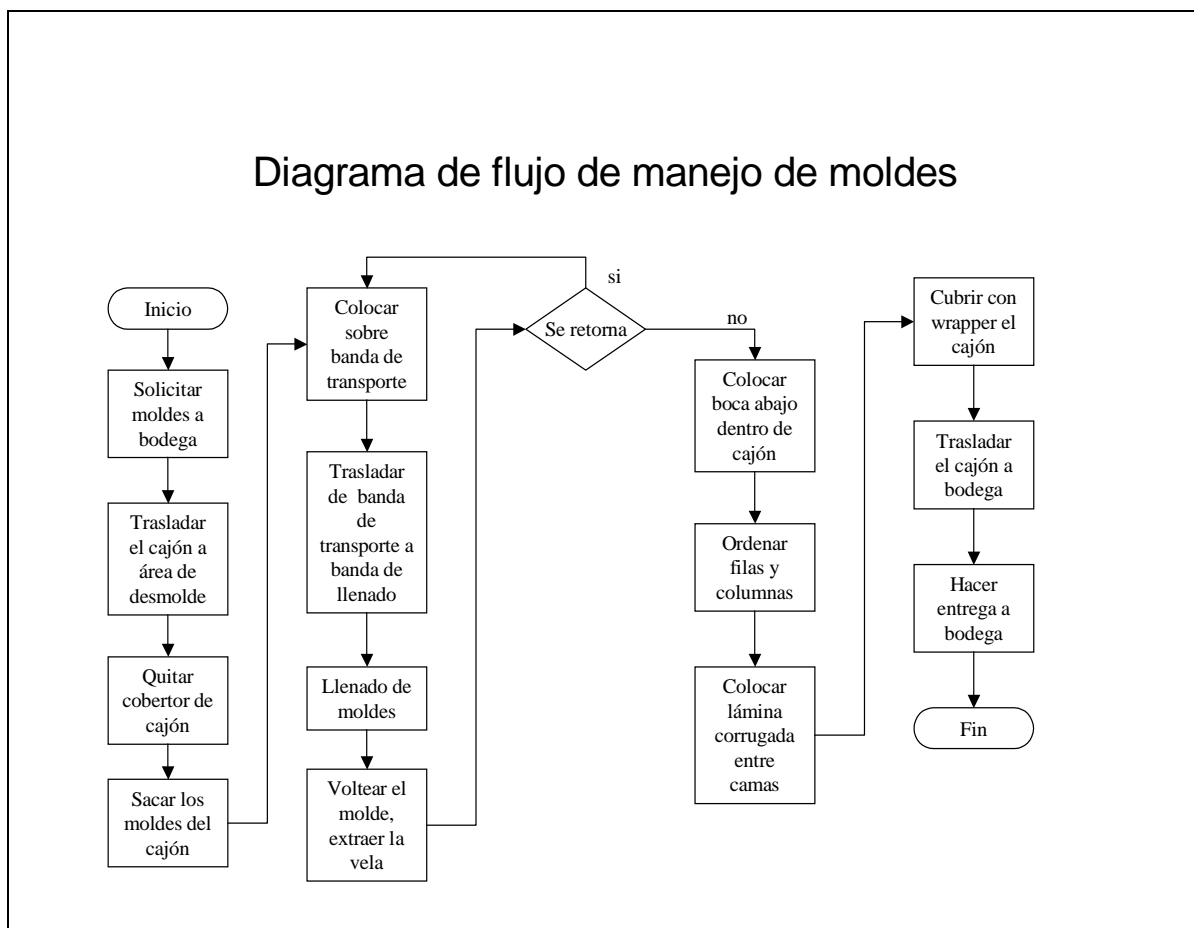 Diagrama de flujo de manejo de moldes
Inicio
Solicitar
moldes a
bodega
Trasladar
el cajón a
área de
desmolde
Quitar
cobertor de
cajón
Sacar los
moldes del
cajón
Colocar
sobre
banda de
transporte
Trasladar
de banda
de
transporte a
banda de
llenado
Llenado de
moldes
Voltear el
molde,
extraer la
vela
Se retorna
si
no
Colocar
boca abajo
dentro de
cajón
Ordenar
filas y
columnas
Colocar
lámina
corrugada
entre
camas
Cubrir con
wrapper el
cajón
Trasladar
el cajón a
bodega
Hacer
entrega a
bodega
Fin